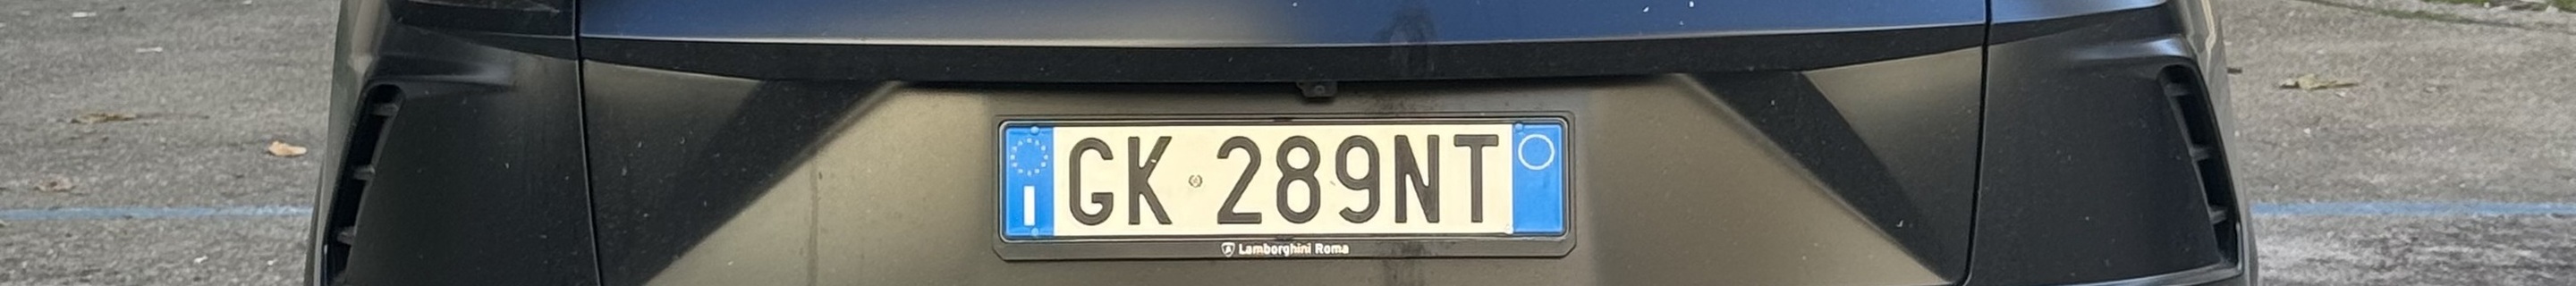 I GK 289NT
Lamborghini Roma